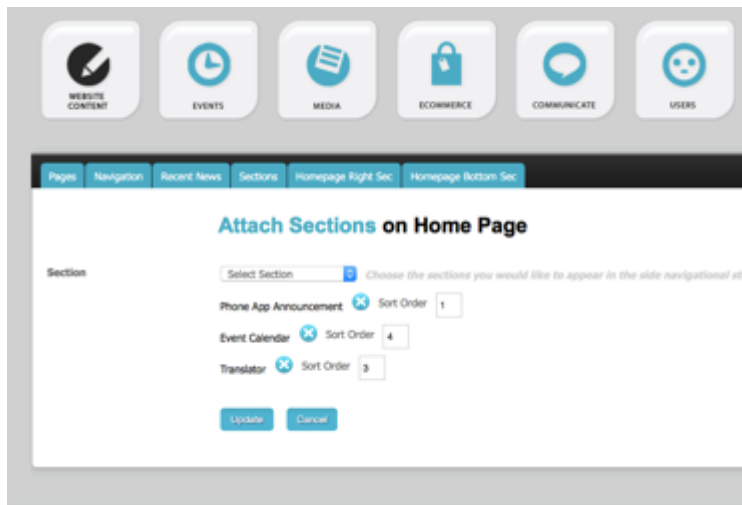 WEBSITE
CONTENT
EVENTS
MEDIA
ECOMMERCE
COMMUNICATE
USERS
Pages Navigation Recent News Sections Homepage Right Sec Homepage Bottom Sec
Attach Sections on Home Page
Section Select Section Choose the sections you would like to appear in the side navigational st
Phone App Announcement Sort Order 1
Event Calendar Sort Order 4
Translator Sort Order 3
Update Cancel